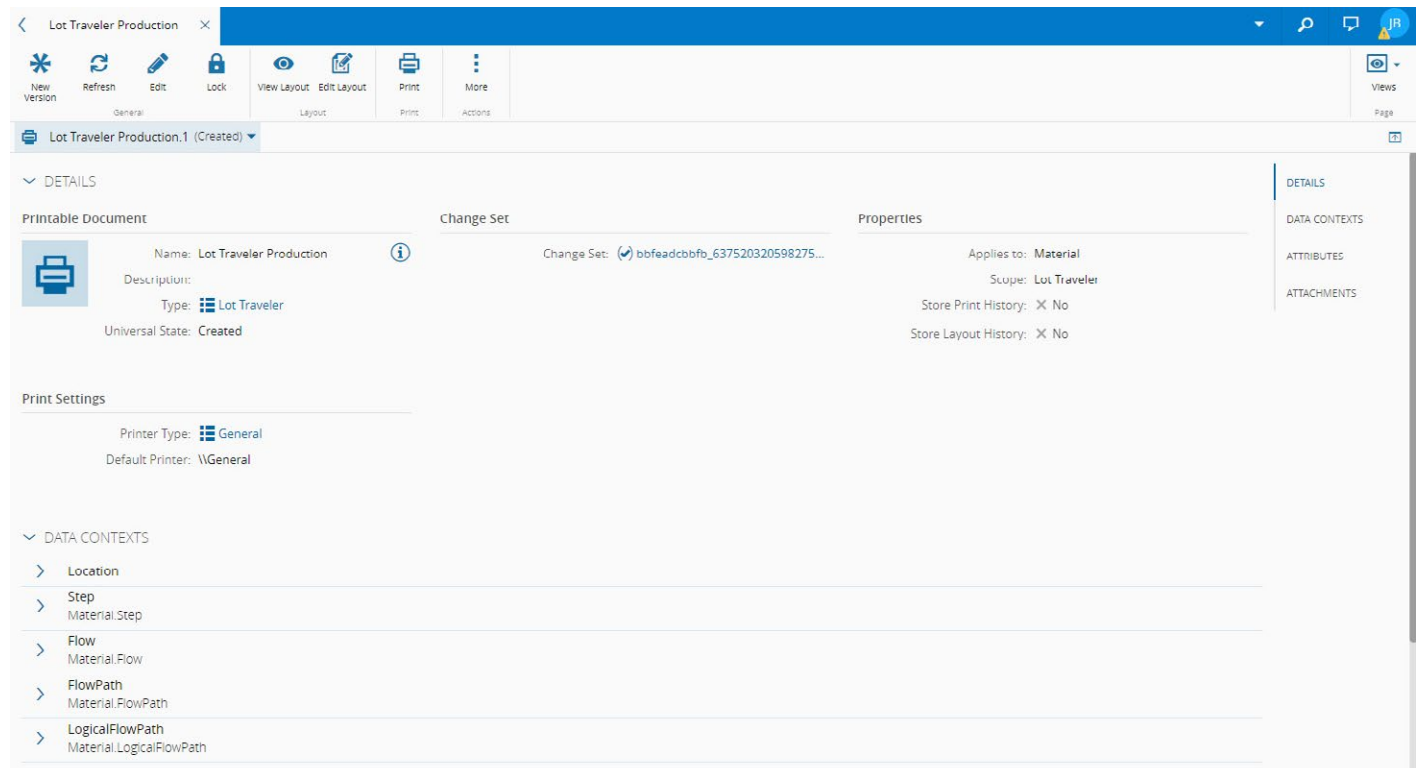 Lot Traveler Production
JB
New Version
Refresh
Edit
Lock
View Layout
Edit Layout
Print
More
Views
General
Layout
Print
Actions
Page
Lot Traveler Production.1 (Created)
DETAILS
Printable Document
Name: Lot Traveler Production
Description:
Type: Lot Traveler
Universal State: Created
Change Set
Change Set: bbfeadcbbfb_637520320598275...
Properties
Applies to: Material
Scope: Lot Traveler
Store Print History: No
Store Layout History: No
Print Settings
Printer Type: General
Default Printer: \\General
DATA CONTEXTS
Location
Step
Material.Step
Flow
Material.Flow
FlowPath
Material.FlowPath
LogicalFlowPath
Material.LogicalFlowPath
DETAILS
DATA CONTEXTS
ATTRIBUTES
ATTACHMENTS